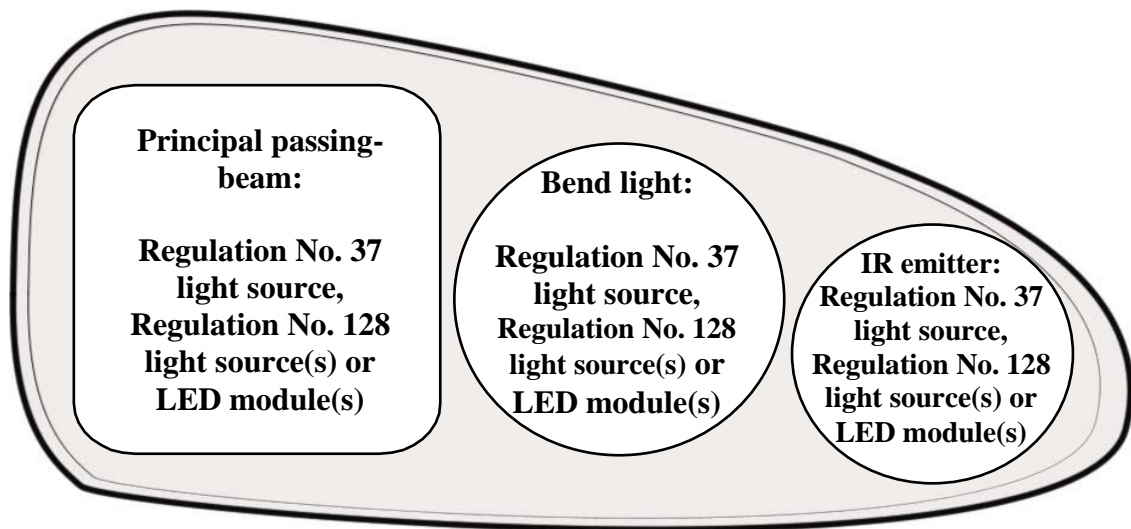 Principal passing-
beam:
Regulation No. 37
light source,
Regulation No. 128
light source(s) or
LED module(s)
Bend light:
Regulation No. 37
light source,
Regulation No. 128
light source(s) or
LED module(s)
IR emitter:
Regulation No. 37
light source,
Regulation No. 128
light source(s) or
LED module(s)